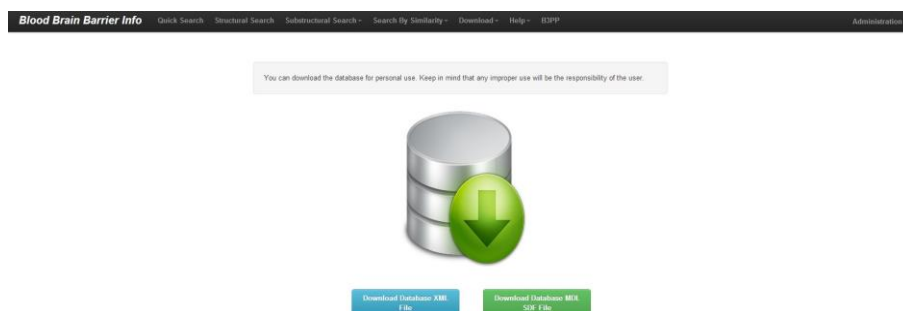 Blood Brain Barrier Info Quick Search Structural Search Substructural Search Search By Similarity Download Help B3PP Administration
You can download the database for personal use. Keep in mind that any improper use will be the responsibility of the user.
Download Database XML
File
Download Database MDL
SDF File